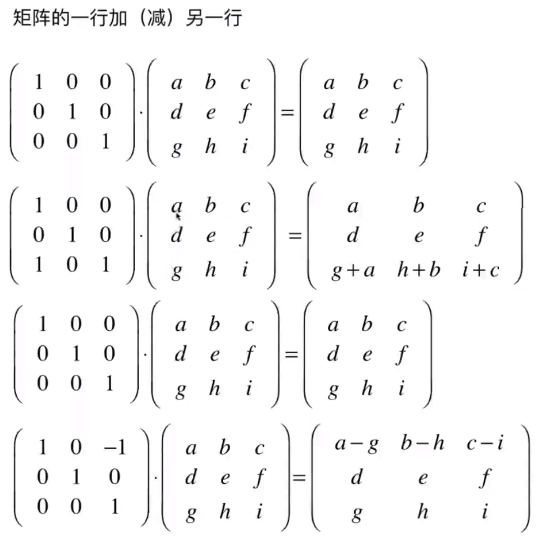 矩阵的一行加（减）另一行
( 1 0 0
0 1 0
0 0 1 ) · ( a b c
d e f
g h i ) = ( a b c
d e f
g h i )
( 1 0 0
0 1 0
1 0 1 ) · ( a b c
d e f
g h i ) = ( a b c
d e f
g+a h+b i+c )
( 1 0 0
0 1 0
0 0 1 ) · ( a b c
d e f
g h i ) = ( a b c
d e f
g h i )
( 1 0 −1
0 1 0
0 0 1 ) · ( a b c
d e f
g h i ) = ( a−g b−h c−i
d e f
g h i )